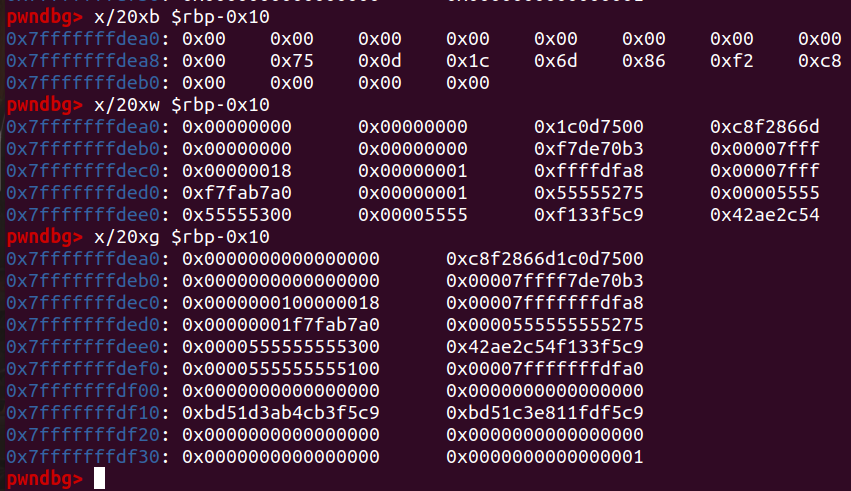 pwndbg> x/20xb $rbp-0x10
0x7fffffffdea0: 0x00 0x00 0x00 0x00 0x00 0x00 0x00 0x00
0x7fffffffdea8: 0x00 0x75 0x0d 0x1c 0x6d 0x86 0xf2 0xc8
0x7fffffffdeb0: 0x00 0x00 0x00 0x00
pwndbg> x/20xw $rbp-0x10
0x7fffffffdea0: 0x00000000 0x00000000 0x1c0d7500 0xc8f2866d
0x7fffffffdeb0: 0x00000000 0x00000000 0xf7de70b3 0x00007fff
0x7fffffffdec0: 0x00000018 0x00000001 0xffffdfa8 0x00007fff
0x7fffffffded0: 0xf7fab7a0 0x00000001 0x55555275 0x00005555
0x7fffffffdee0: 0x55555300 0x00005555 0xf133f5c9 0x42ae2c54
pwndbg> x/20xg $rbp-0x10
0x7fffffffdea0: 0x0000000000000000 0xc8f2866d1c0d7500
0x7fffffffdeb0: 0x0000000000000000 0x00007ffff7de70b3
0x7fffffffdec0: 0x0000000100000018 0x00007fffffffdfa8
0x7fffffffded0: 0x00000001f7fab7a0 0x0000555555555275
0x7fffffffdee0: 0x0000555555555300 0x42ae2c54f133f5c9
0x7fffffffdef0: 0x0000555555555100 0x00007fffffffdfa0
0x7fffffffdf00: 0x0000000000000000 0x0000000000000000
0x7fffffffdf10: 0xbd51d3ab4cb3f5c9 0xbd51c3e811fdf5c9
0x7fffffffdf20: 0x0000000000000000 0x0000000000000000
0x7fffffffdf30: 0x0000000000000000 0x0000000000000001
pwndbg>